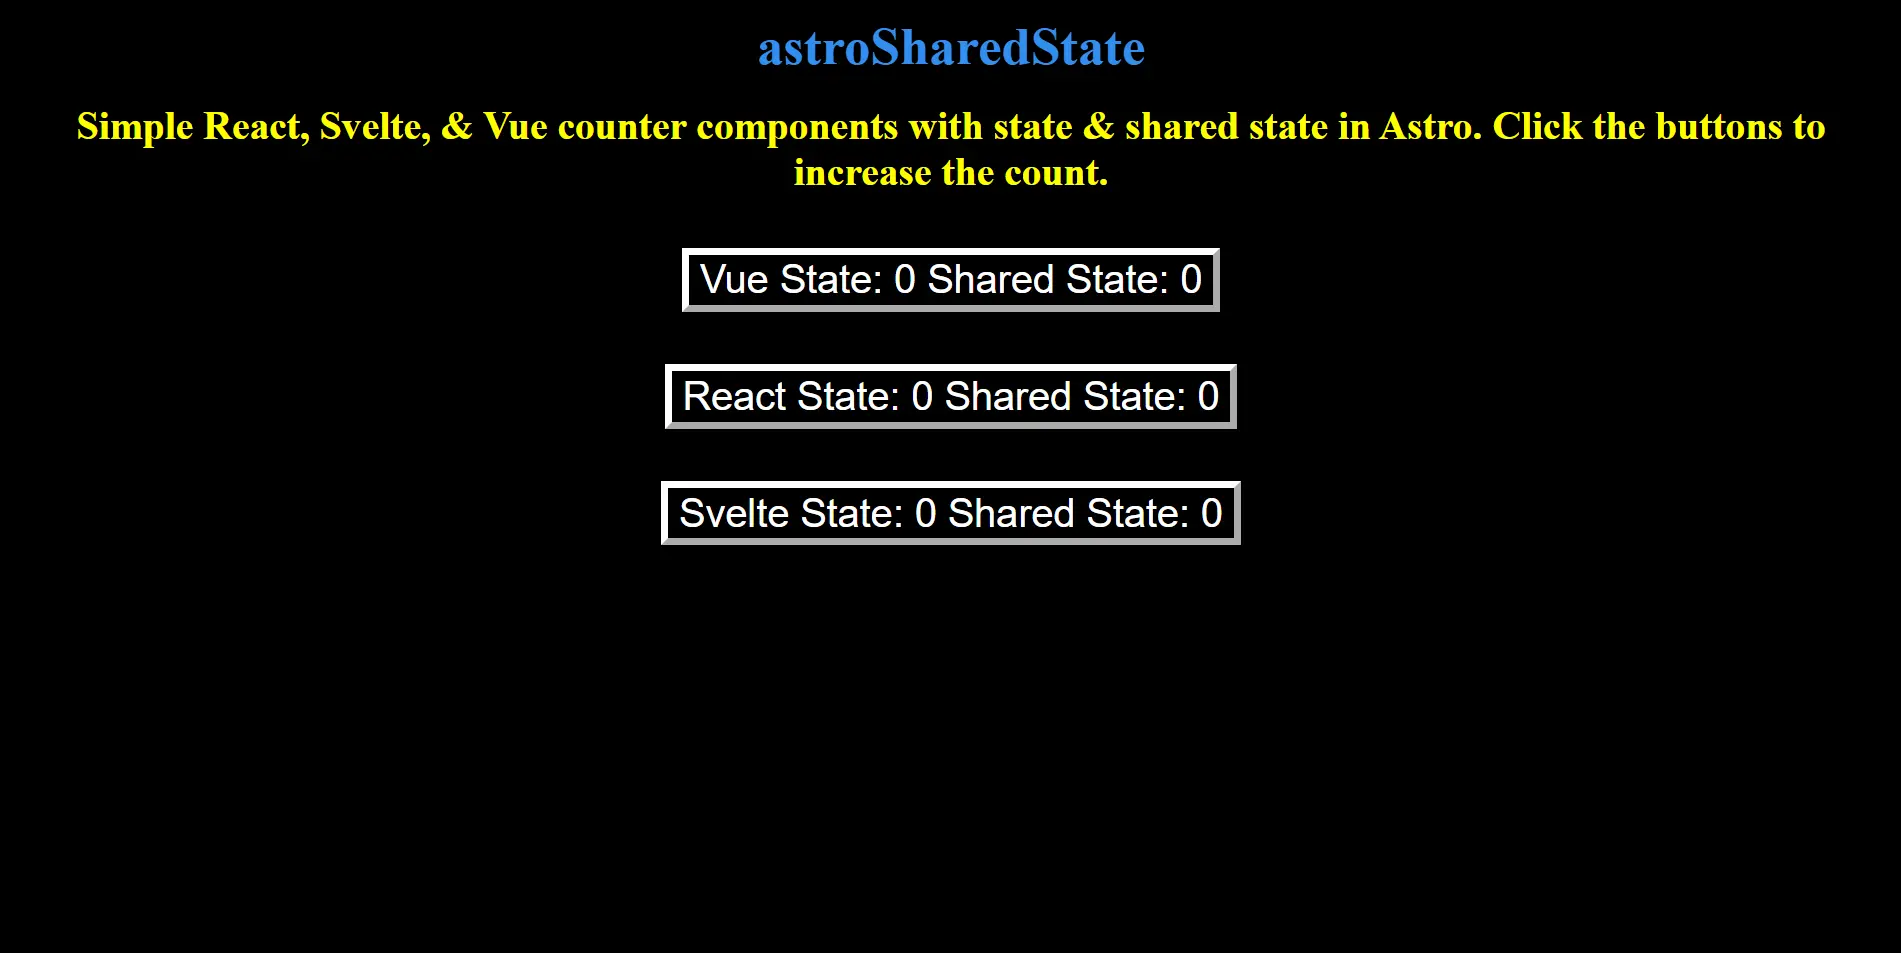 astroSharedState
Simple React, Svelte, & Vue counter components with state & shared state in Astro. Click the buttons to
increase the count.
Vue State: 0 Shared State: 0
React State: 0 Shared State: 0
Svelte State: 0 Shared State: 0